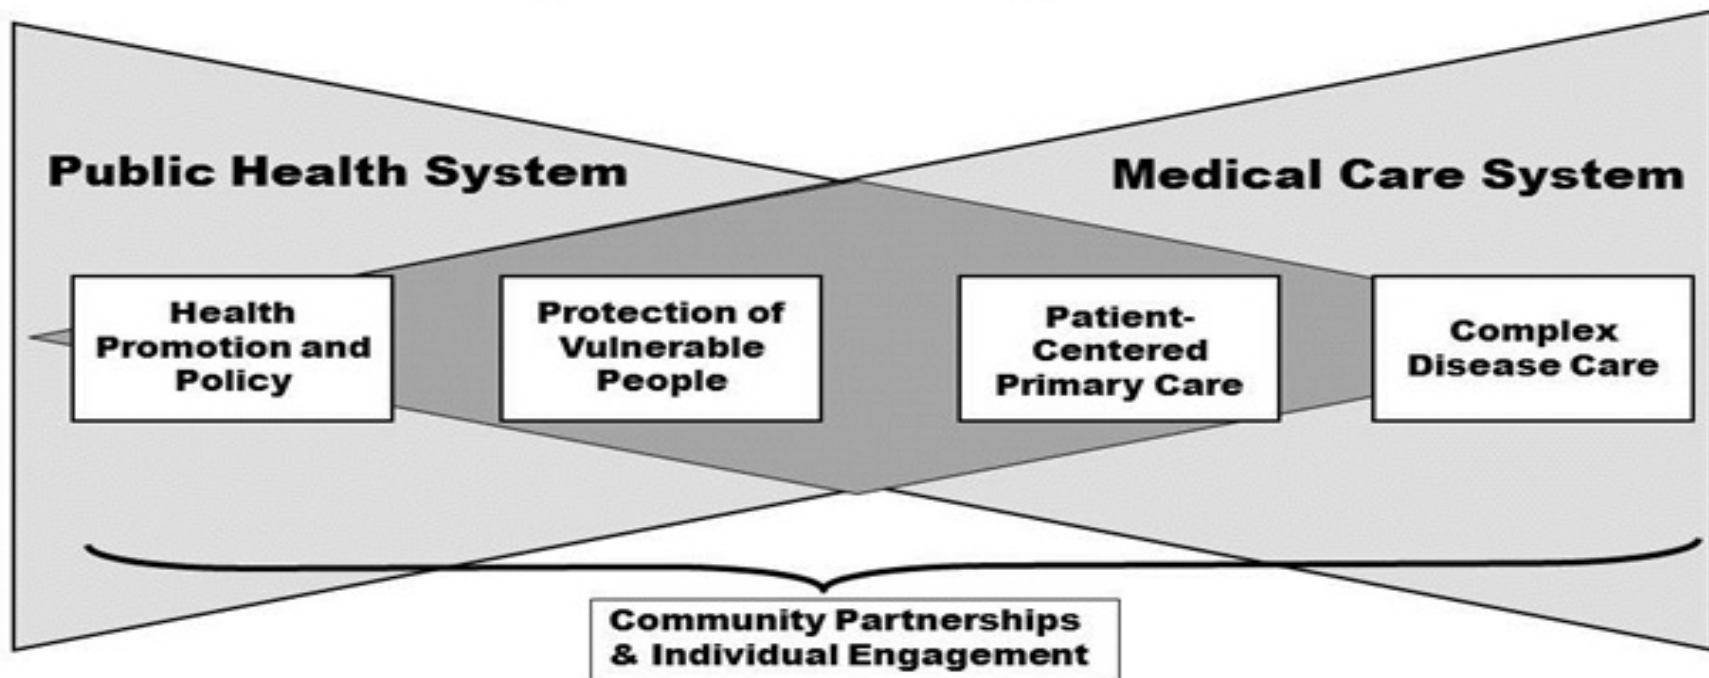 Public Health System
Medical Care System
Health
Promotion and
Policy
Protection of
Vulnerable
People
Patient-
Centered
Primary Care
Complex
Disease Care
Community Partnerships
& Individual Engagement